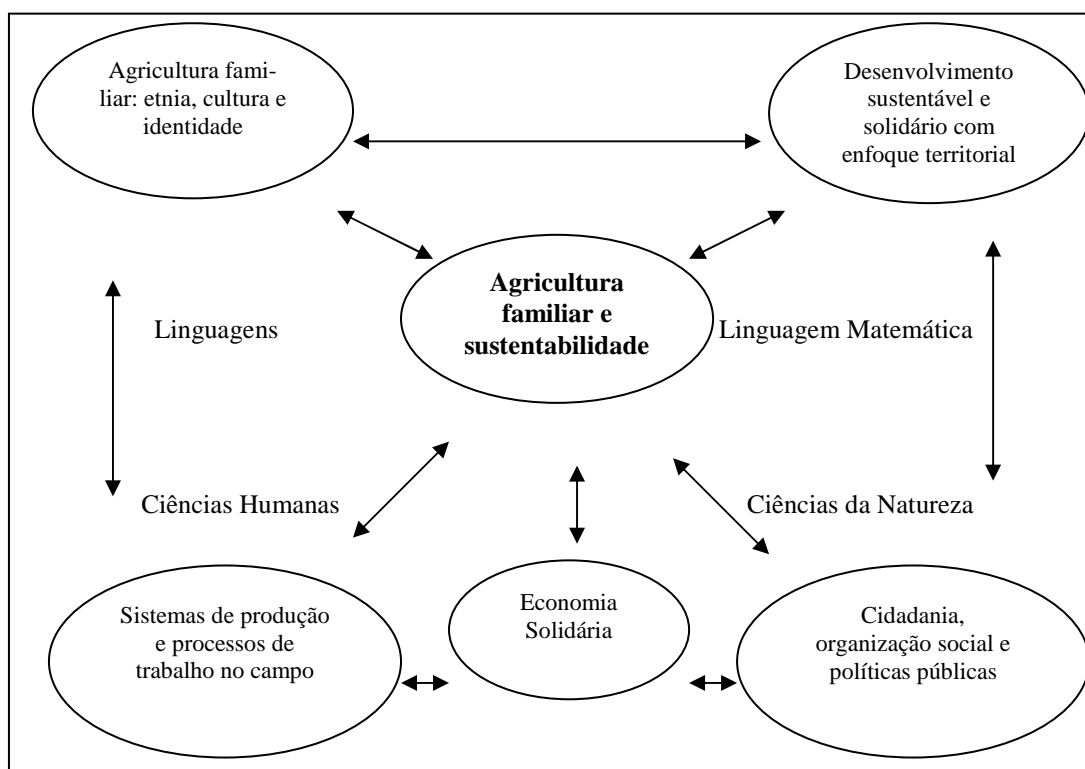 Agricultura fami-
liar: etnia, cultura e
identidade
Desenvolvimento
sustentável e
solidário com
enfoque territorial
Agricultura
familiar e
sustentabilidade
Linguagens
Linguagem Matemática
Ciências Humanas
Ciências da Natureza
Sistemas de produção
e processos de
trabalho no campo
Economia
Solidária
Cidadania,
organização social e
políticas públicas